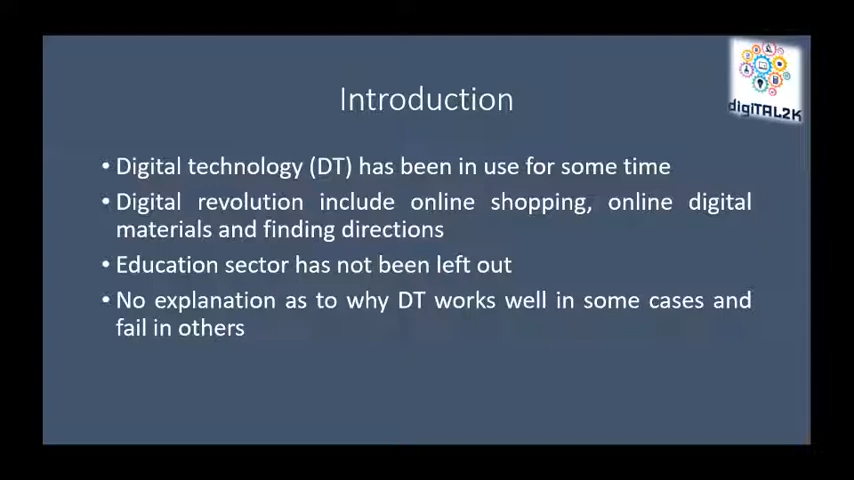 digiTAL2K
Introduction
• Digital technology (DT) has been in use for some time
• Digital revolution include online shopping, online digital
materials and finding directions
• Education sector has not been left out
• No explanation as to why DT works well in some cases and
fail in others